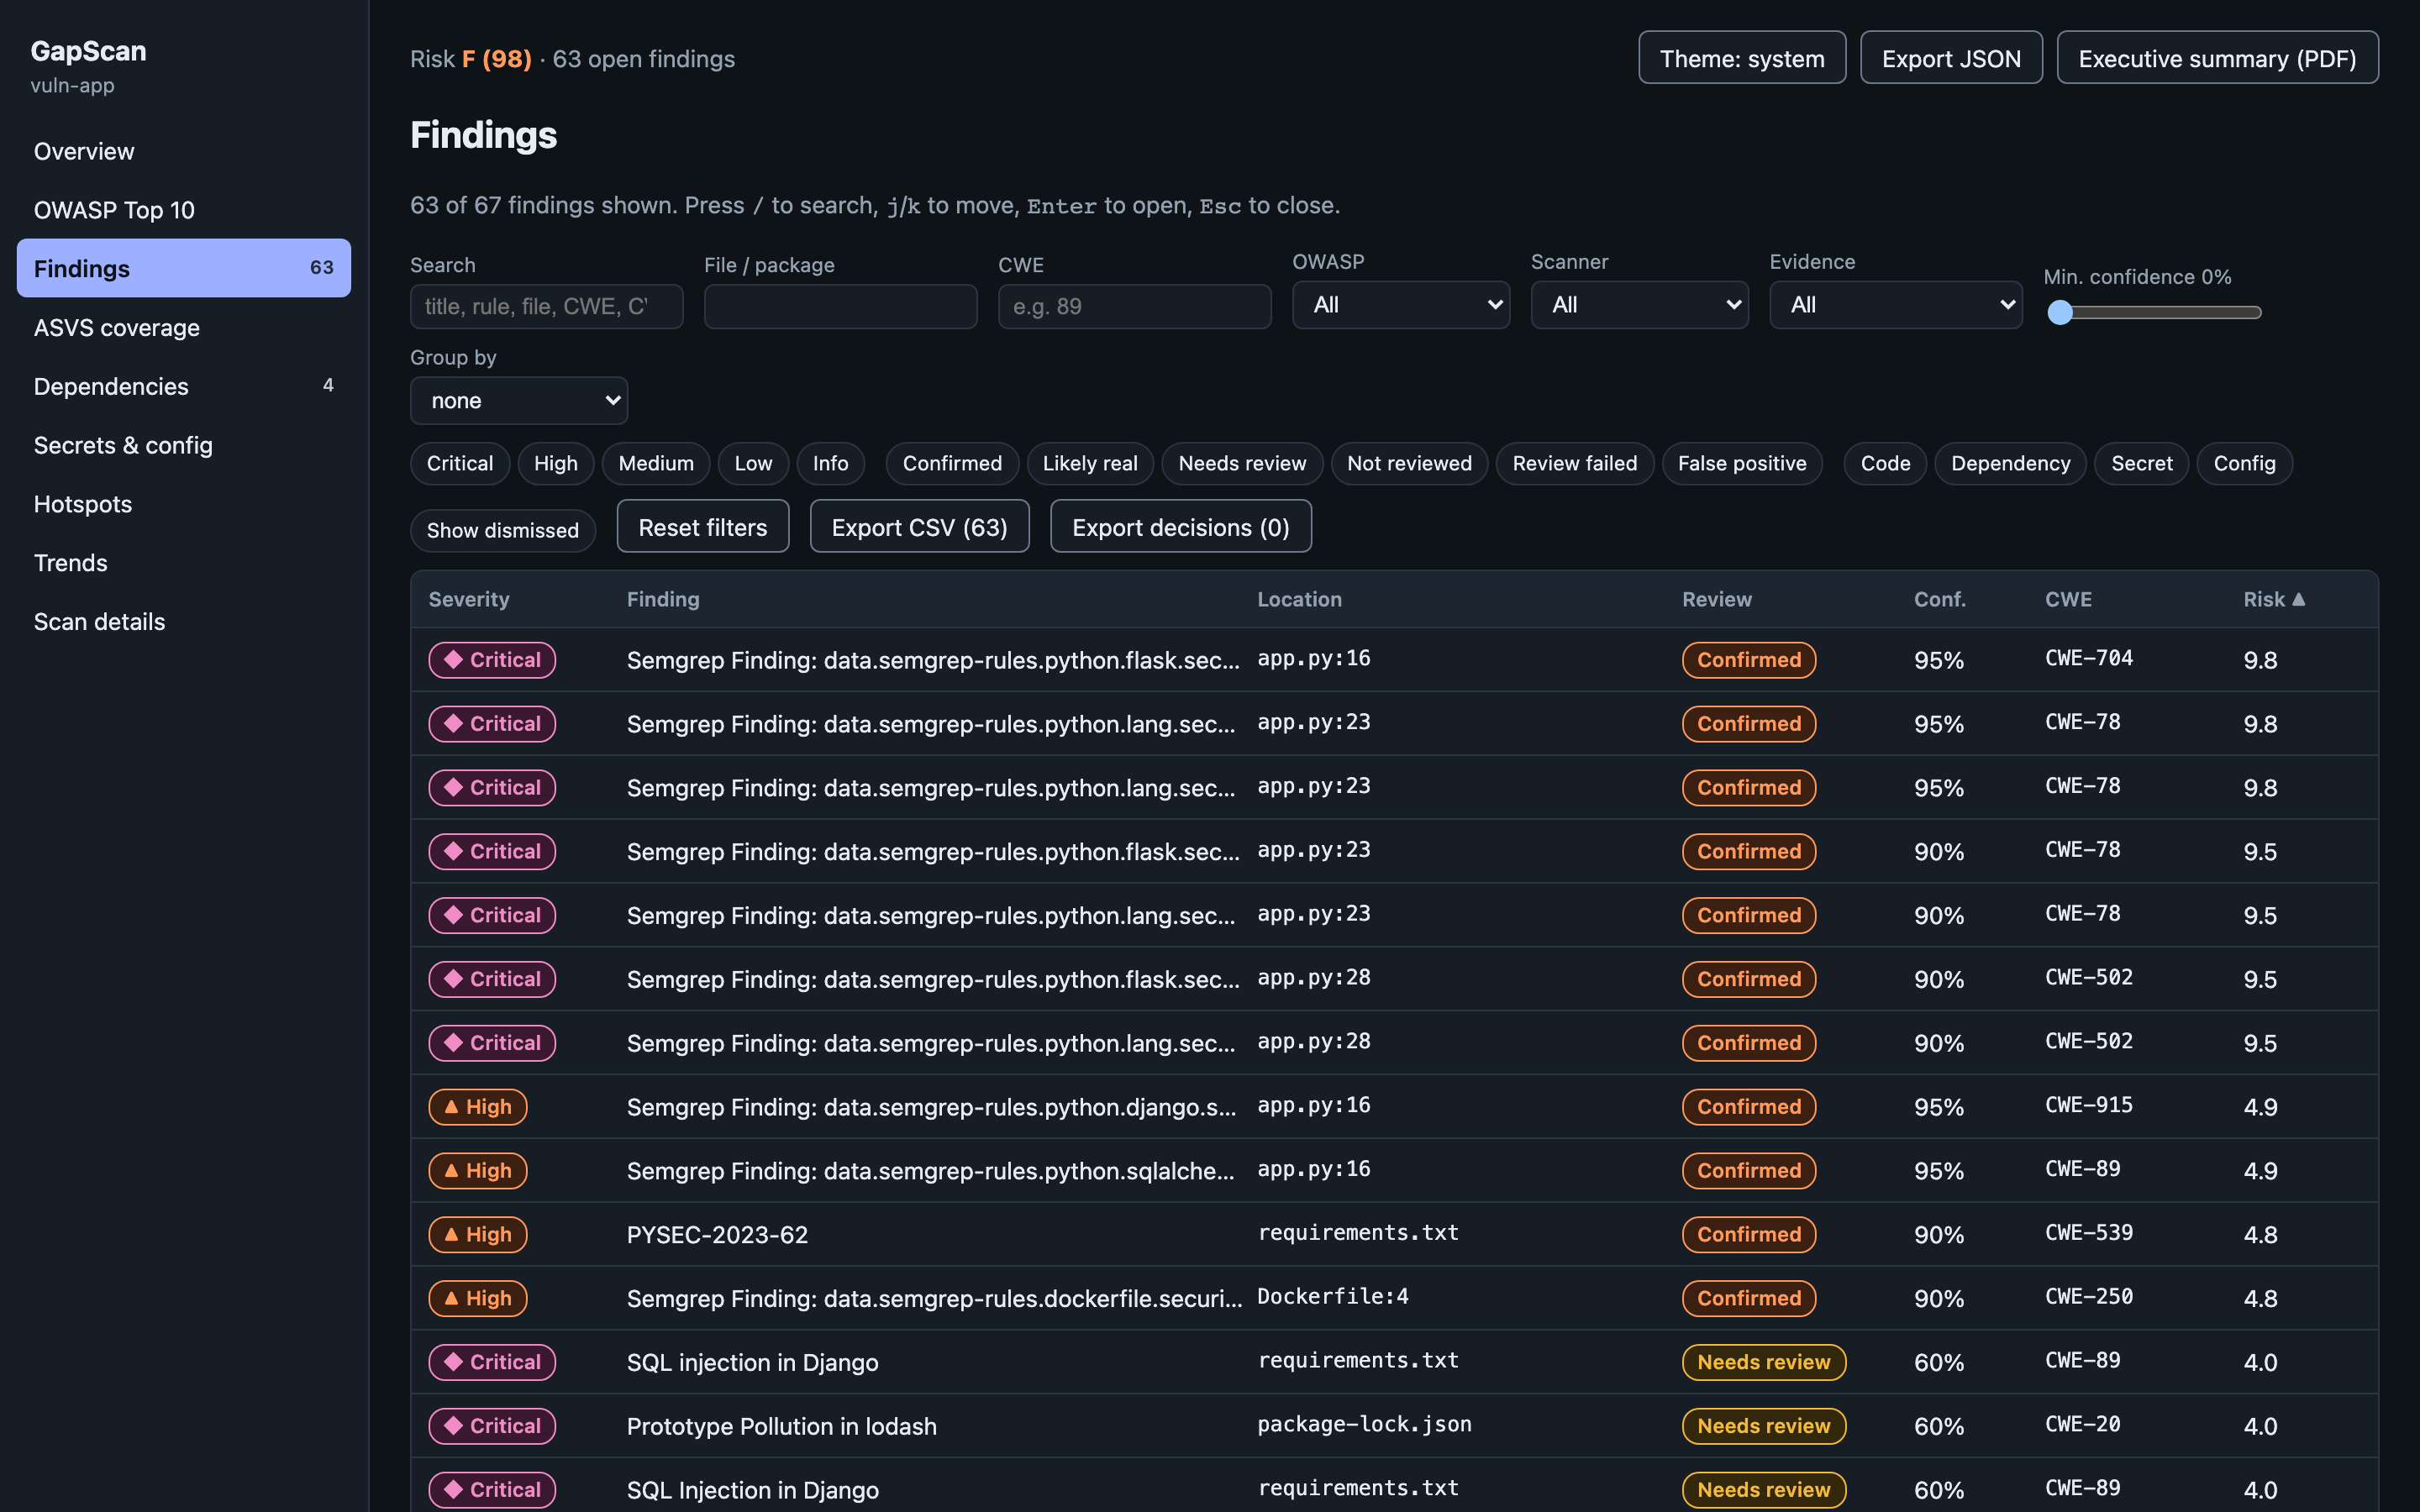 GapScan
vuln-app
Overview
OWASP Top 10
Findings 63
ASVS coverage
Dependencies 4
Secrets & config
Hotspots
Trends
Scan details
Risk F (98) · 63 open findings
Theme: system Export JSON Executive summary (PDF)
Findings
63 of 67 findings shown. Press / to search, j/k to move, Enter to open, Esc to close.
Search File / package CWE OWASP Scanner Evidence Min. confidence 0%
title, rule, file, CWE, C e.g. 89 All All All
Group by
none
Critical High Medium Low Info Confirmed Likely real Needs review Not reviewed Review failed False positive Code Dependency Secret Config
Show dismissed Reset filters Export CSV (63) Export decisions (0)
Severity Finding Location Review Conf. CWE Risk ▲
◆ Critical Semgrep Finding: data.semgrep-rules.python.flask.sec... app.py:16 Confirmed 95% CWE-704 9.8
◆ Critical Semgrep Finding: data.semgrep-rules.python.lang.sec... app.py:23 Confirmed 95% CWE-78 9.8
◆ Critical Semgrep Finding: data.semgrep-rules.python.lang.sec... app.py:23 Confirmed 95% CWE-78 9.8
◆ Critical Semgrep Finding: data.semgrep-rules.python.flask.sec... app.py:23 Confirmed 90% CWE-78 9.5
◆ Critical Semgrep Finding: data.semgrep-rules.python.lang.sec... app.py:23 Confirmed 90% CWE-78 9.5
◆ Critical Semgrep Finding: data.semgrep-rules.python.flask.sec... app.py:28 Confirmed 90% CWE-502 9.5
◆ Critical Semgrep Finding: data.semgrep-rules.python.lang.sec... app.py:28 Confirmed 90% CWE-502 9.5
▲ High Semgrep Finding: data.semgrep-rules.python.django.s... app.py:16 Confirmed 95% CWE-915 4.9
▲ High Semgrep Finding: data.semgrep-rules.python.sqlalche... app.py:16 Confirmed 95% CWE-89 4.9
▲ High PYSEC-2023-62 requirements.txt Confirmed 90% CWE-539 4.8
▲ High Semgrep Finding: data.semgrep-rules.dockerfile.securi... Dockerfile:4 Confirmed 90% CWE-250 4.8
◆ Critical SQL injection in Django requirements.txt Needs review 60% CWE-89 4.0
◆ Critical Prototype Pollution in lodash package-lock.json Needs review 60% CWE-20 4.0
◆ Critical SQL Injection in Django requirements.txt Needs review 60% CWE-89 4.0